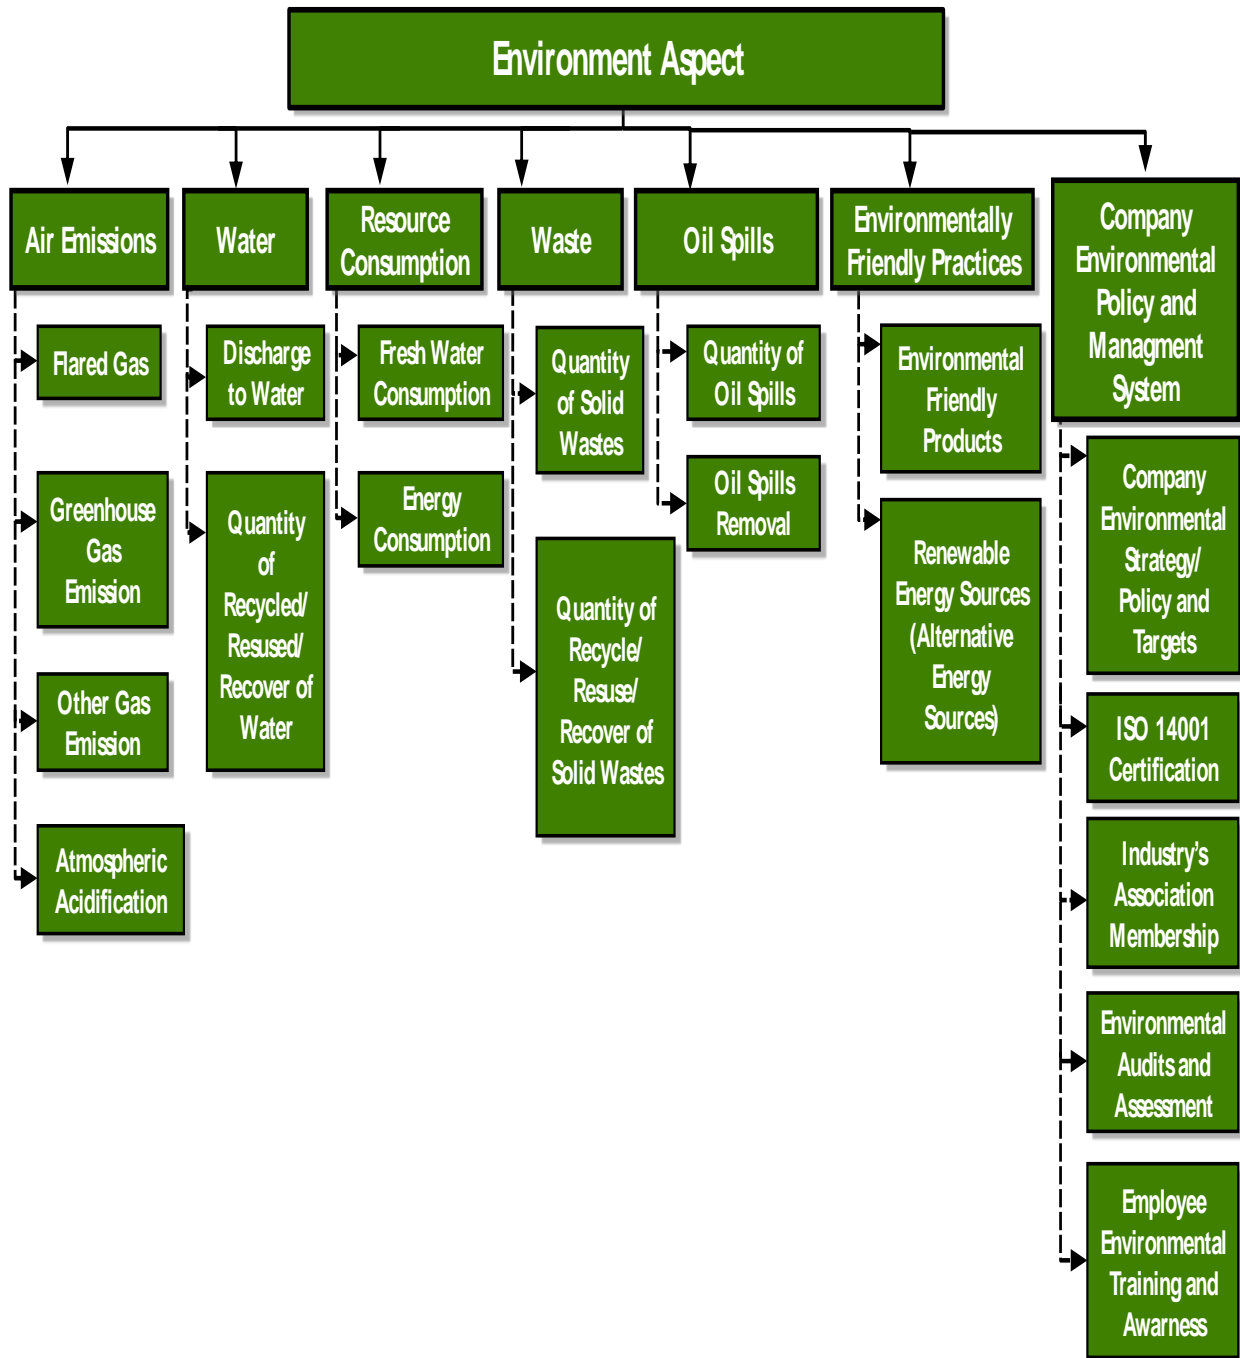 Environment Aspect
Air Emissions
Water
Resource
Consumption
Waste
Oil Spills
Environmentally
Friendly Practices
Company
Environmental
Policy and
Managment
System
Flared Gas
Greenhouse
Gas
Emission
Other Gas
Emission
Atmospheric
Acidification
Discharge
to Water
Quantity
of
Recycled/
Resused/
Recover of
Water
Fresh Water
Consumption
Energy
Consumption
Quantity
of Solid
Wastes
Quantity of
Recycle/
Resuse/
Recover of
Solid Wastes
Quantity of
Oil Spills
Oil Spills
Removal
Environmental
Friendly
Products
Renewable
Energy Sources
(Alternative
Energy
Sources)
Company
Environmental
Strategy/
Policy and
Targets
ISO 14001
Certification
Industry's
Association
Membership
Environmental
Audits and
Assessment
Employee
Environmental
Training and
Awarness